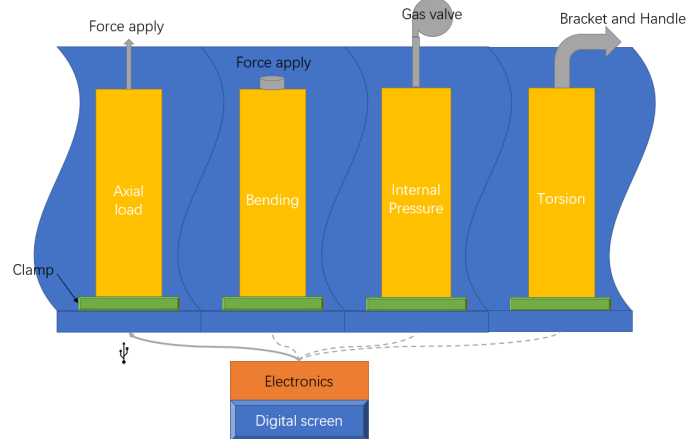 Gas valve
Bracket and Handle
Force apply
Force apply
Axial
load
Bending
Internal
Pressure
Torsion
Clamp
Electronics
Digital screen